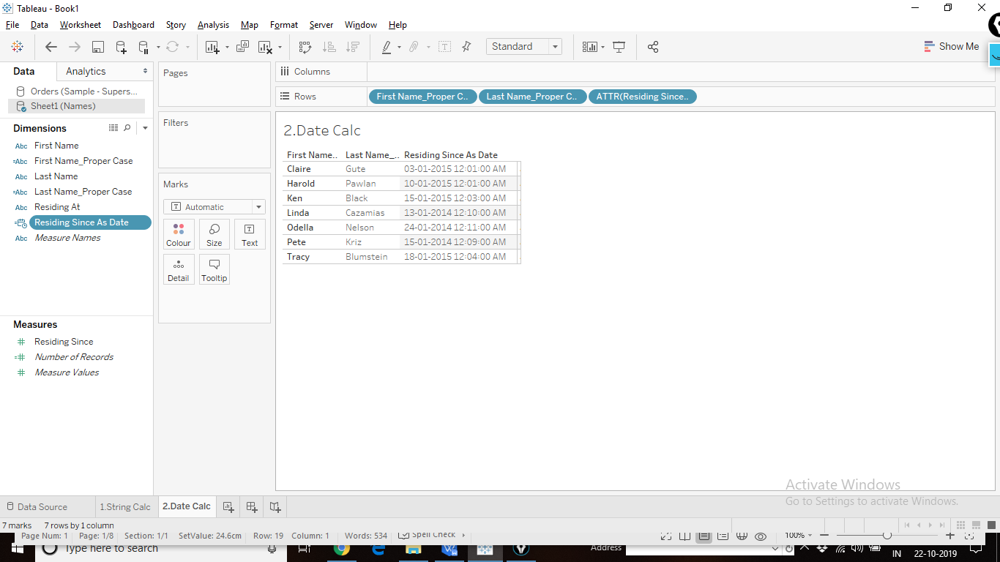 Tableau - Book1
File Data Worksheet Dashboard Story Analysis Map Format Server Window Help
Standard
Show Me
Data Analytics
Orders (Sample - Supers...
Sheet1 (Names)
Dimensions
Abc First Name
=Abc First Name_Proper Case
Abc Last Name
=Abc Last Name_Proper Case
Abc Residing At
Residing Since As Date
Abc Measure Names
Measures
Residing Since
Number of Records
Measure Values
Pages
Filters
Marks
Automatic
Colour Size Text
Detail Tooltip
Columns
Rows First Name_Proper C.. Last Name_Proper C.. ATTR(Residing Since..
2.Date Calc
First Name.. Last Name_.. Residing Since As Date
Claire Gute 03-01-2015 12:01:00 AM
Harold Pawlan 10-01-2015 12:01:00 AM
Ken Black 15-01-2015 12:03:00 AM
Linda Cazamias 13-01-2014 12:10:00 AM
Odella Nelson 24-01-2014 12:11:00 AM
Pete Kriz 15-01-2014 12:09:00 AM
Tracy Blumstein 18-01-2015 12:04:00 AM
Activate Windows
Go to Settings to activate Windows.
Data Source 1.String Calc 2.Date Calc
7 marks 7 rows by 1 column
Page Num: 1 Page: 1/8 Section: 1/1 SetValue: 24.6cm Row: 19 Column: 1 Words: 534 Spell Check 100%
Type here to search Address IN 22-10-2019